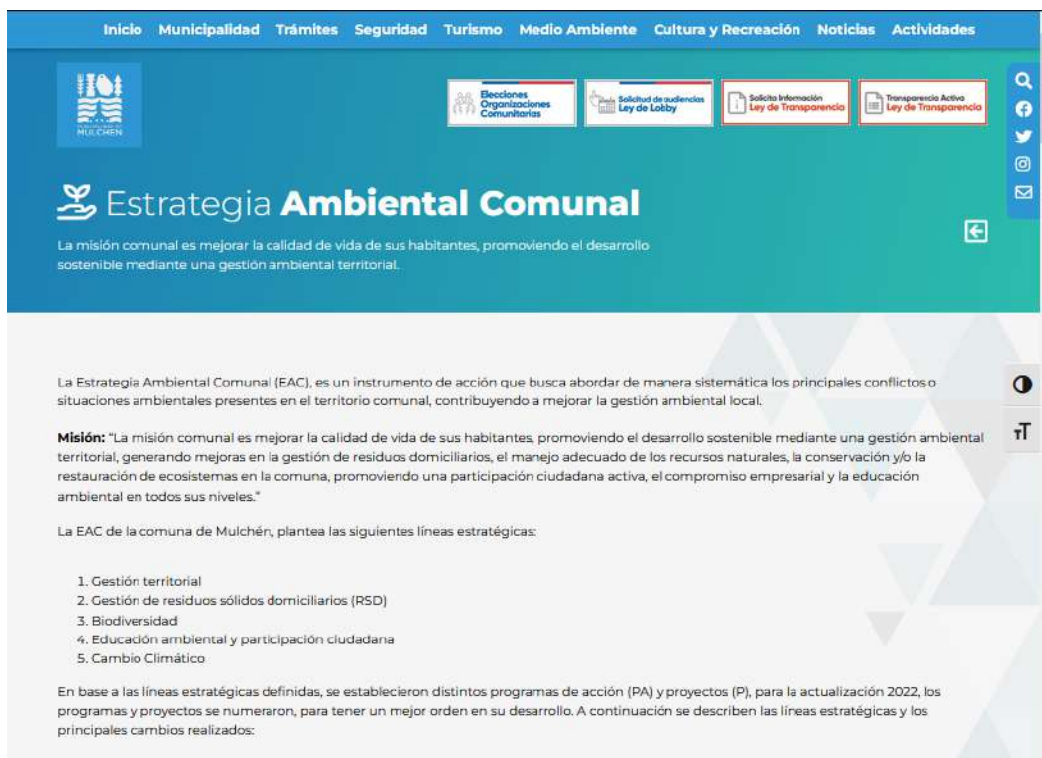 Inicio Municipalidad Trámites Seguridad Turismo Medio Ambiente Cultura y Recreación Noticias Actividades
MULCHÉN
Elecciones
Organizaciones
Comunitarias
Solicitud de audiencias
Ley de Lobby
Solicita Información
Ley de Transparencia
Transparencia Activa
Ley de Transparencia
Estrategia Ambiental Comunal
La misión comunal es mejorar la calidad de vida de sus habitantes, promoviendo el desarrollo
sostenible mediante una gestión ambiental territorial.
La Estrategia Ambiental Comunal (EAC), es un instrumento de acción que busca abordar de manera sistemática los principales conflictos o
situaciones ambientales presentes en el territorio comunal, contribuyendo a mejorar la gestión ambiental local.
Misión: "La misión comunal es mejorar la calidad de vida de sus habitantes, promoviendo el desarrollo sostenible mediante una gestión ambiental
territorial, generando mejoras en la gestión de residuos domiciliarios, el manejo adecuado de los recursos naturales, la conservación y/o la
restauración de ecosistemas en la comuna, promoviendo una participación ciudadana activa, el compromiso empresarial y la educación
ambiental en todos sus niveles."
La EAC de la comuna de Mulchén, plantea las siguientes líneas estratégicas:
1. Gestión territorial
2. Gestión de residuos sólidos domiciliarios (RSD)
3. Biodiversidad
4. Educación ambiental y participación ciudadana
5. Cambio Climático
En base a las líneas estratégicas definidas, se establecieron distintos programas de acción (PA) y proyectos (P), para la actualización 2022, los
programas y proyectos se numeraron, para tener un mejor orden en su desarrollo. A continuación se describen las líneas estratégicas y los
principales cambios realizados: